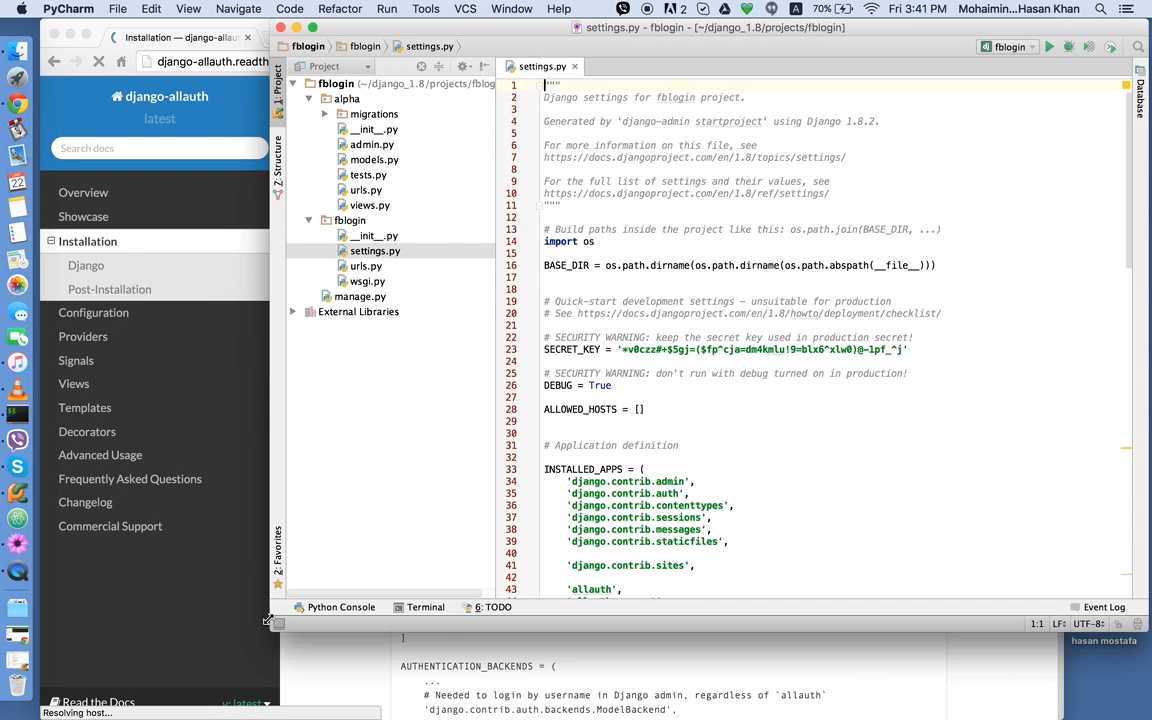 PyCharm File Edit View Navigate Code Refactor Run Tools VCS Window Help A 2 A 70% Fri 3:41 PM Mohaimin...Hasan Khan
Installation — django-allau
django-allauth.readth
django-allauth
latest
Search docs
Overview
Showcase
Installation
Django
Post-Installation
Configuration
Providers
Signals
Views
Templates
Decorators
Advanced Usage
Frequently Asked Questions
Changelog
Commercial Support
Read the Docs
v: latest
Resolving host...
settings.py - fblogin - [~/django_1.8/projects/fblogin]
fblogin fblogin settings.py
fblogin
Project
1: Project
Z: Structure
2: Favorites
fblogin (~/django_1.8/projects/fblog
alpha
migrations
__init__.py
admin.py
models.py
tests.py
urls.py
views.py
fblogin
__init__.py
settings.py
urls.py
wsgi.py
manage.py
External Libraries
settings.py
Database
1 """
2 Django settings for fblogin project.
3
4 Generated by 'django-admin startproject' using Django 1.8.2.
5
6 For more information on this file, see
7 https://docs.djangoproject.com/en/1.8/topics/settings/
8
9 For the full list of settings and their values, see
10 https://docs.djangoproject.com/en/1.8/ref/settings/
11 """
12
13 # Build paths inside the project like this: os.path.join(BASE_DIR, ...)
14 import os
15
16 BASE_DIR = os.path.dirname(os.path.dirname(os.path.abspath(__file__)))
17
18
19 # Quick-start development settings - unsuitable for production
20 # See https://docs.djangoproject.com/en/1.8/howto/deployment/checklist/
21
22 # SECURITY WARNING: keep the secret key used in production secret!
23 SECRET_KEY = '*v0czz#+$5gj=($fp^cja=dm4kmlu!9=blx6^xlw0)@-1pf_^j'
24
25 # SECURITY WARNING: don't run with debug turned on in production!
26 DEBUG = True
27
28 ALLOWED_HOSTS = []
29
30
31 # Application definition
32
33 INSTALLED_APPS = (
34 'django.contrib.admin',
35 'django.contrib.auth',
36 'django.contrib.contenttypes',
37 'django.contrib.sessions',
38 'django.contrib.messages',
39 'django.contrib.staticfiles',
40
41 'django.contrib.sites',
42
43 'allauth',
Python Console Terminal 6: TODO Event Log
1:1 LF÷ UTF-8÷
hasan mostafa
]
AUTHENTICATION_BACKENDS = (
...
# Needed to login by username in Django admin, regardless of `allauth`
'django.contrib.auth.backends.ModelBackend',